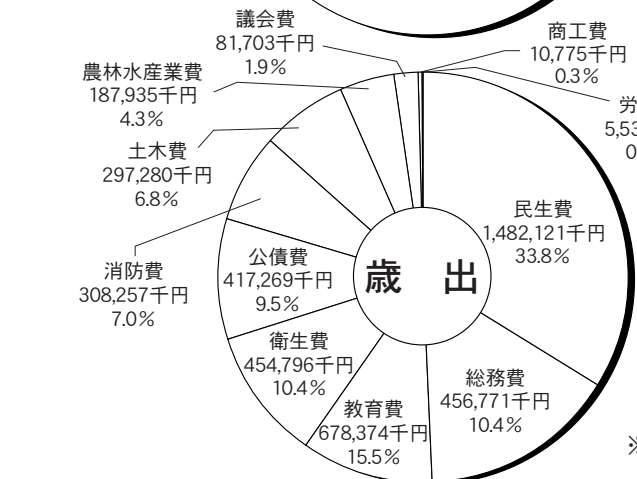 議会費
81,703千円
1.9%
商工費
10,775千円
0.3%
農林水産業費
187,935千円
4.3%
労
5,53
0
土木費
297,280千円
6.8%
民生費
1,482,121千円
33.8%
消防費
308,257千円
7.0%
公債費
417,269千円
9.5%
歳 出
衛生費
454,796千円
10.4%
総務費
456,771千円
10.4%
教育費
678,374千円
15.5%
※